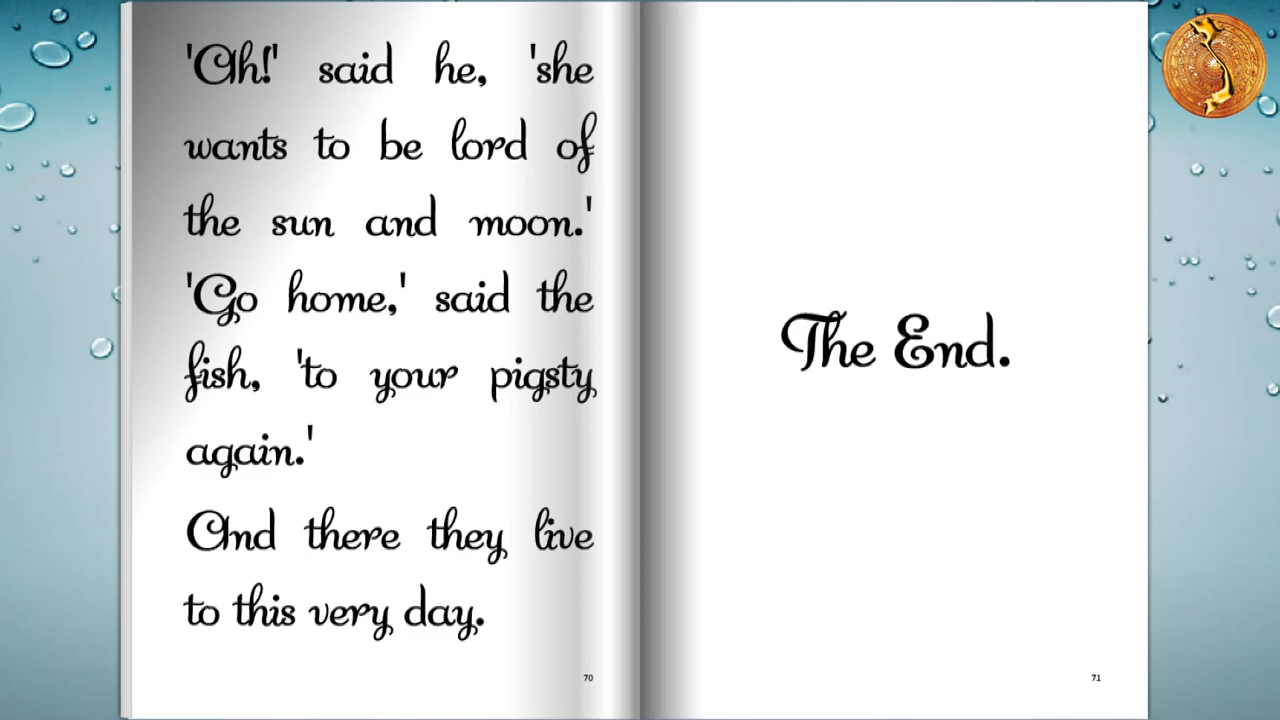 'Ah!' said he, 'she
wants to be lord of
the sun and moon.'
'Go home,' said the
fish, 'to your pigsty
again.'
And there they live
to this very day.
70
The End.
71